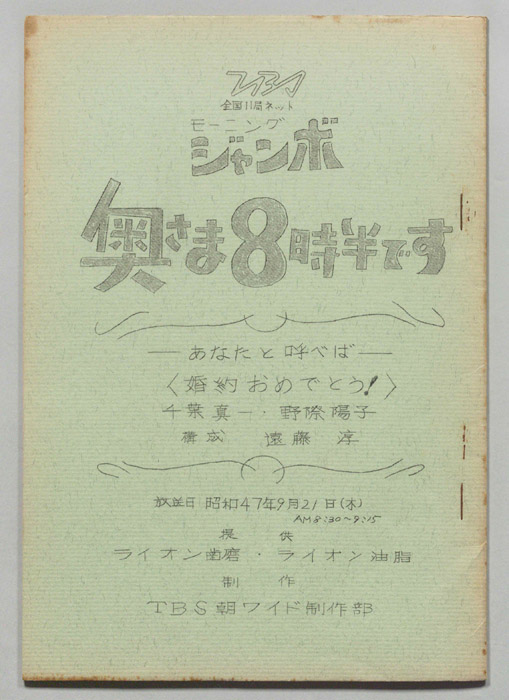 TBS
全国11局ネット
モーニング
ジャンボ
奥さま8時半です
―あなたと呼べば―
〈婚約おめでとう!〉
千葉真一・野際陽子
構成 遠藤淳
放送日 昭和47年9月21日(木)
AM8:30~9:15
提供
ライオン歯磨・ライオン油脂
制作
TBS朝ワイド制作部